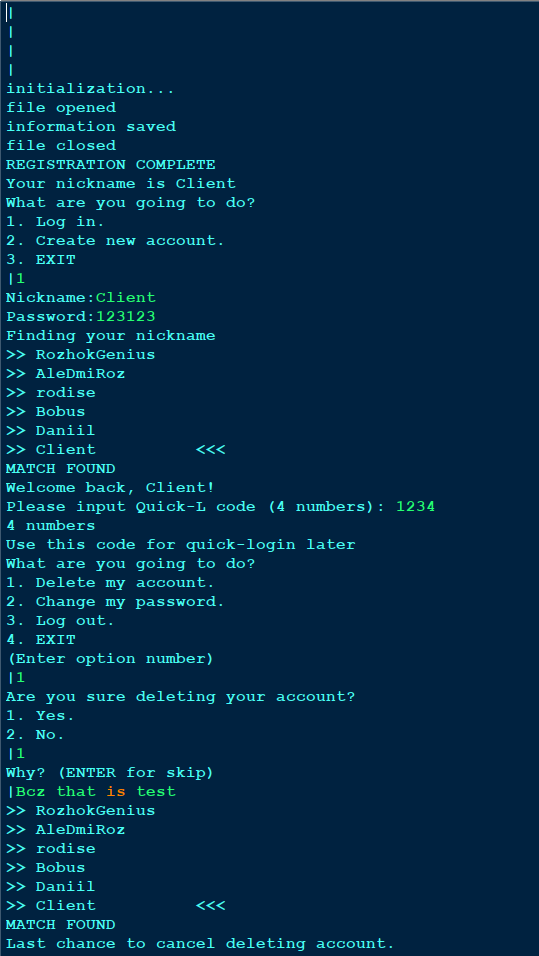 |
|
|
|
initialization...
file opened
information saved
file closed
REGISTRATION COMPLETE
Your nickname is Client
What are you going to do?
1. Log in.
2. Create new account.
3. EXIT
|1
Nickname:Client
Password:123123
Finding your nickname
>> RozhokGenius
>> AleDmiRoz
>> rodise
>> Bobus
>> Daniil
>> Client          <<<
MATCH FOUND
Welcome back, Client!
Please input Quick-L code (4 numbers): 1234
4 numbers
Use this code for quick-login later
What are you going to do?
1. Delete my account.
2. Change my password.
3. Log out.
4. EXIT
(Enter option number)
|1
Are you sure deleting your account?
1. Yes.
2. No.
|1
Why? (ENTER for skip)
|Bcz that is test
>> RozhokGenius
>> AleDmiRoz
>> rodise
>> Bobus
>> Daniil
>> Client          <<<
MATCH FOUND
Last chance to cancel deleting account.